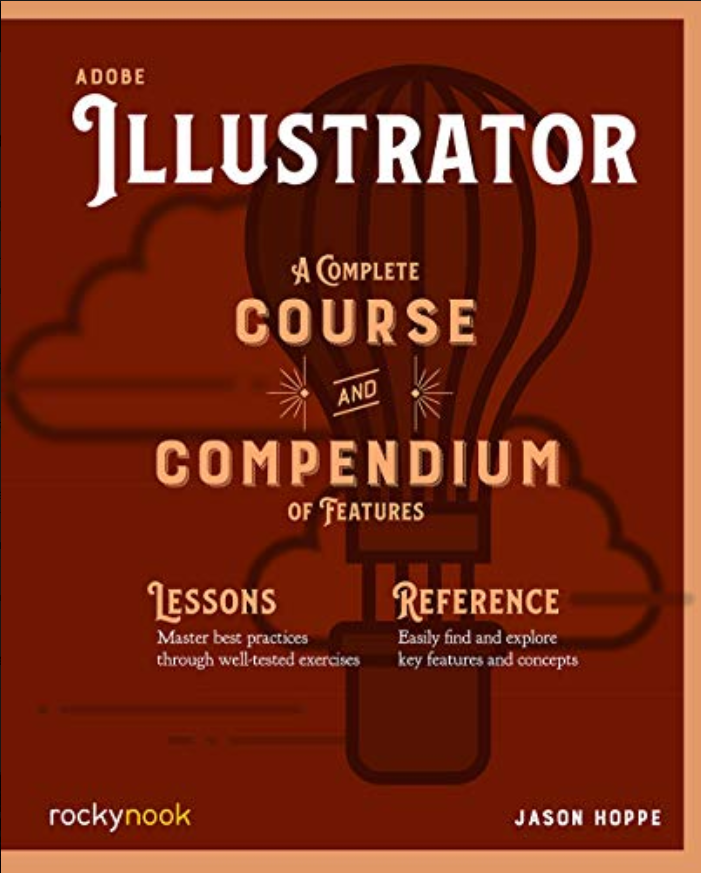 ADOBE
ILLUSTRATOR
A COMPLETE
COURSE
AND
COMPENDIUM
OF FEATURES
LESSONS
Master best practices
through well-tested exercises
REFERENCE
Easily find and explore
key features and concepts
rockynook
JASON HOPPE